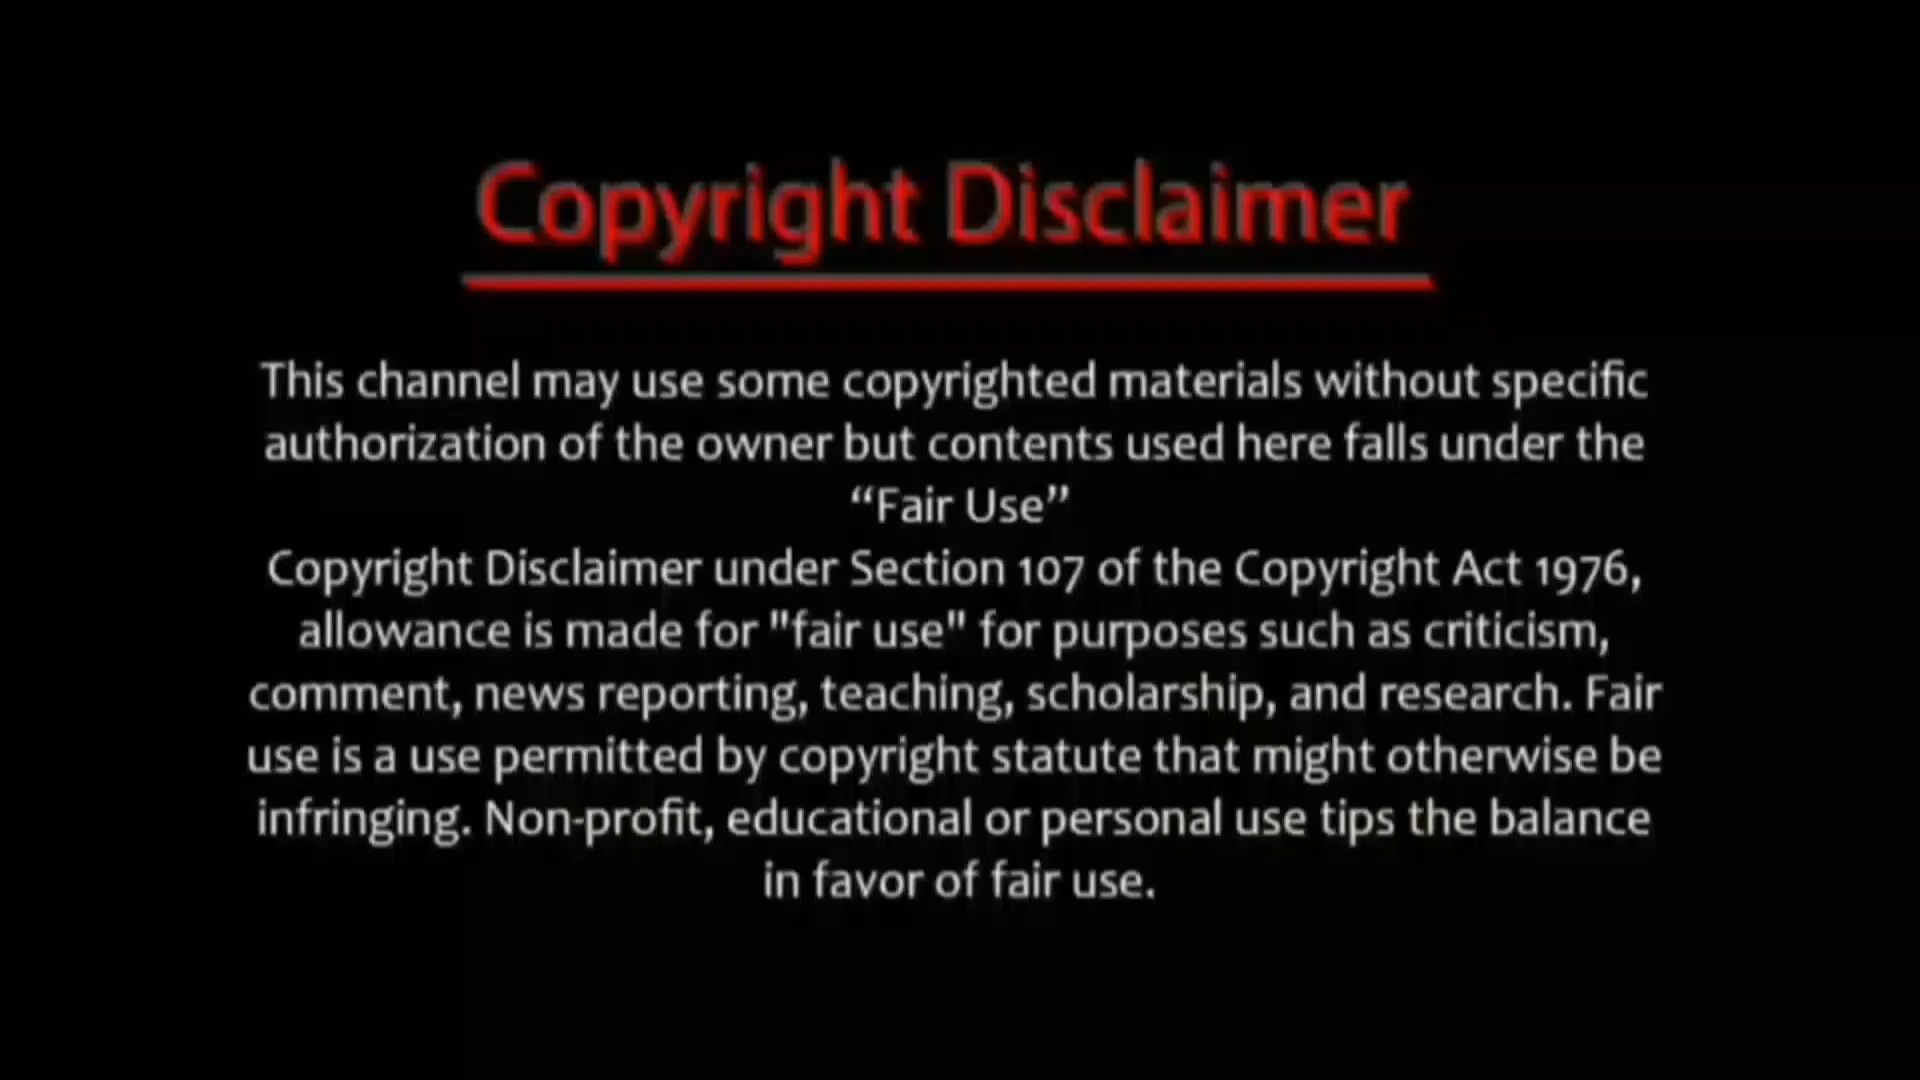 Copyright Disclaimer
This channel may use some copyrighted materials without specific
authorization of the owner but contents used here falls under the
“Fair Use”
Copyright Disclaimer under Section 107 of the Copyright Act 1976,
allowance is made for "fair use" for purposes such as criticism,
comment, news reporting, teaching, scholarship, and research. Fair
use is a use permitted by copyright statute that might otherwise be
infringing. Non-profit, educational or personal use tips the balance
in favor of fair use.